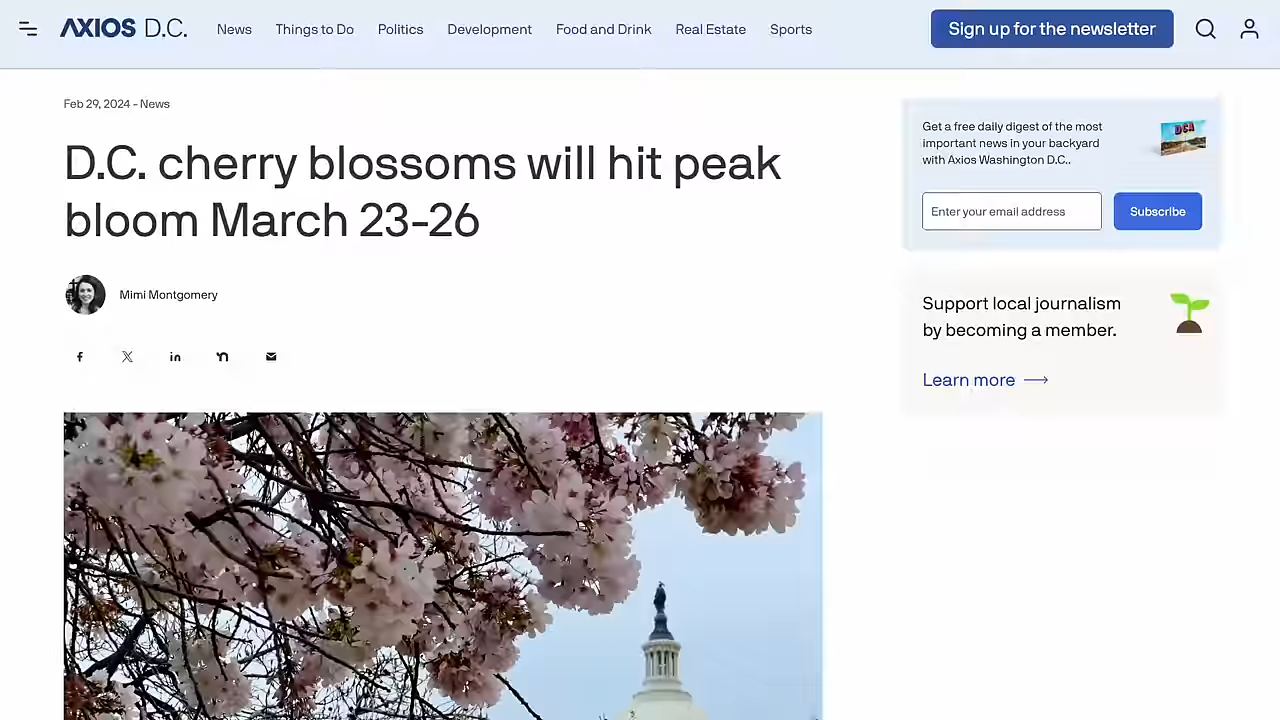 AXIOS D.C.
News
Things to Do
Politics
Development
Food and Drink
Real Estate
Sports
Sign up for the newsletter
Feb 29, 2024 - News
D.C. cherry blossoms will hit peak
bloom March 23-26
Mimi Montgomery
Get a free daily digest of the most
important news in your backyard
with Axios Washington D.C..
DCA
Enter your email address
Subscribe
Support local journalism
by becoming a member.
Learn more